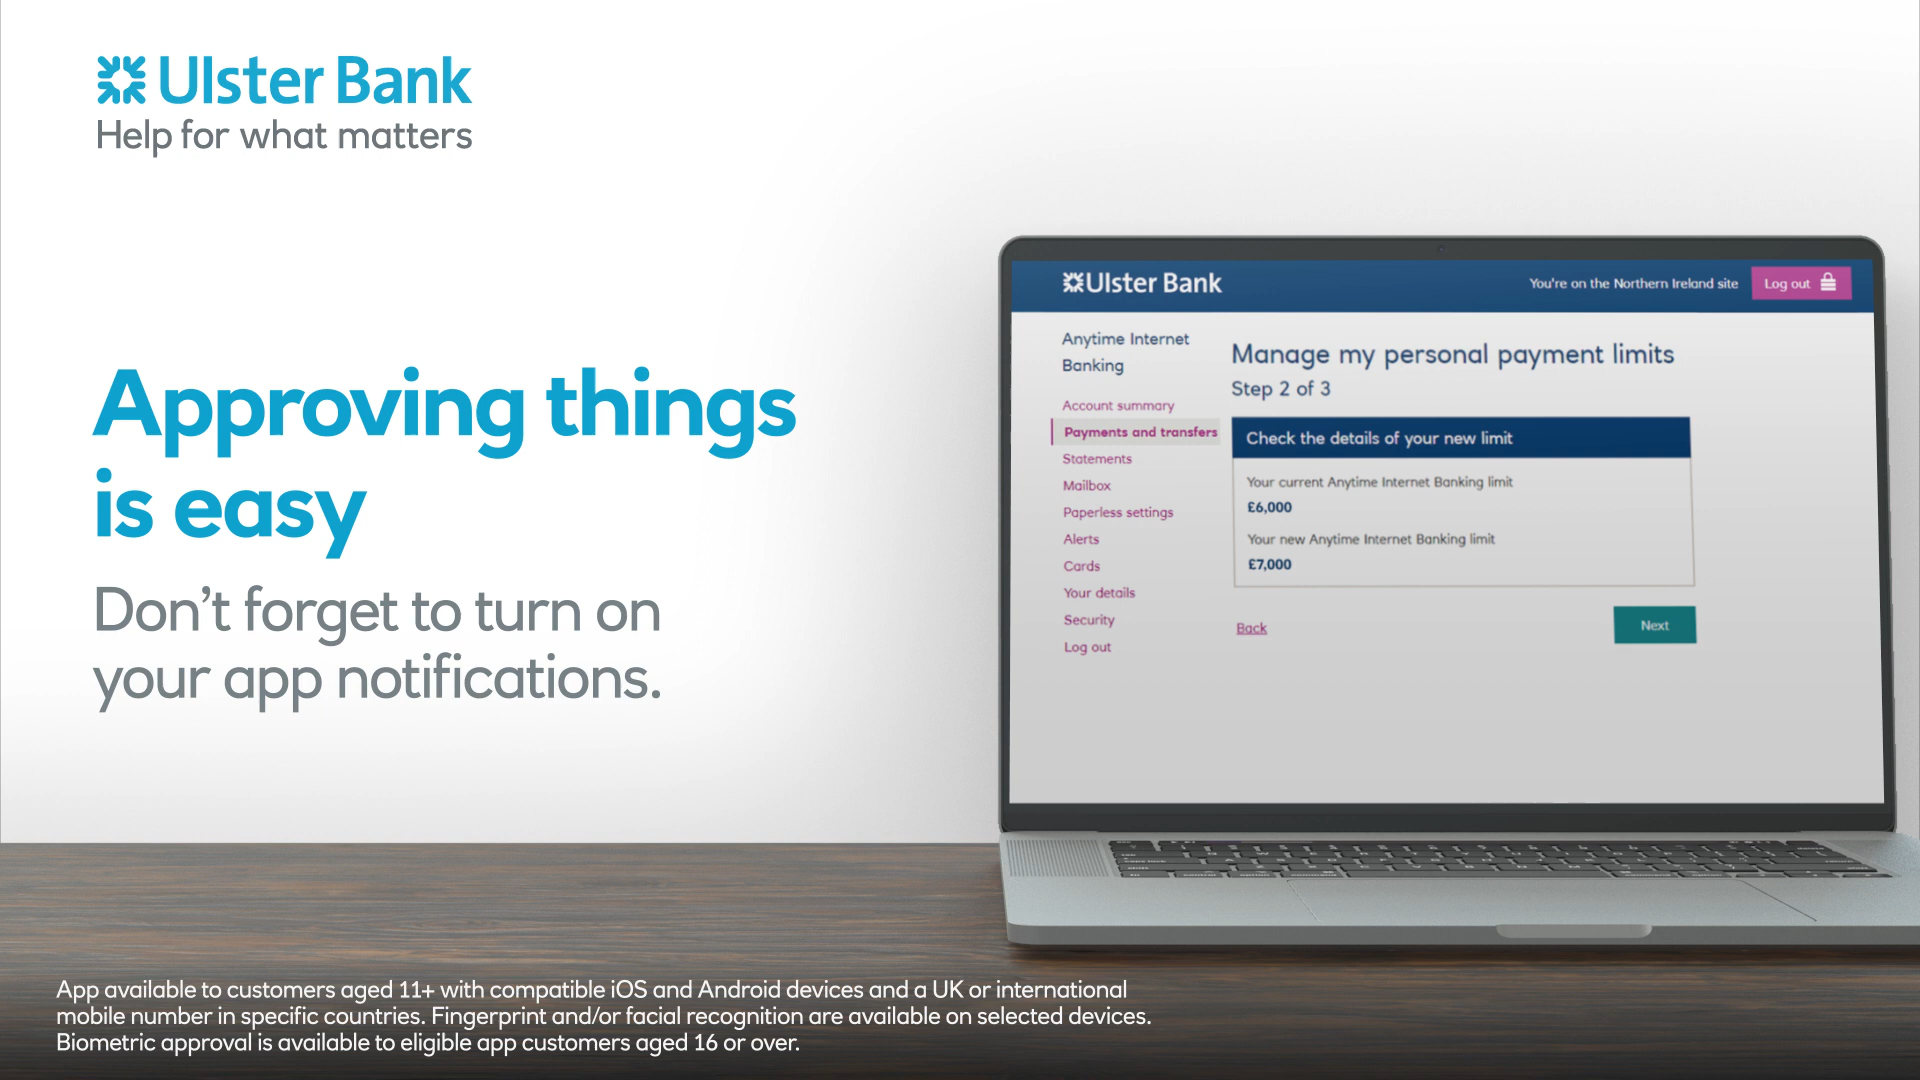 Ulster Bank
Help for what matters
Approving things
is easy
Don't forget to turn on
your app notifications.
Ulster Bank
You're on the Northern Ireland site
Log out
Anytime Internet
Banking
Account summary
Payments and transfers
Statements
Mailbox
Paperless settings
Alerts
Cards
Your details
Security
Log out
Manage my personal payment limits
Step 2 of 3
Check the details of your new limit
Your current Anytime Internet Banking limit
£6,000
Your new Anytime Internet Banking limit
£7,000
Back
Next
App available to customers aged 11+ with compatible iOS and Android devices and a UK or international
mobile number in specific countries. Fingerprint and/or facial recognition are available on selected devices.
Biometric approval is available to eligible app customers aged 16 or over.